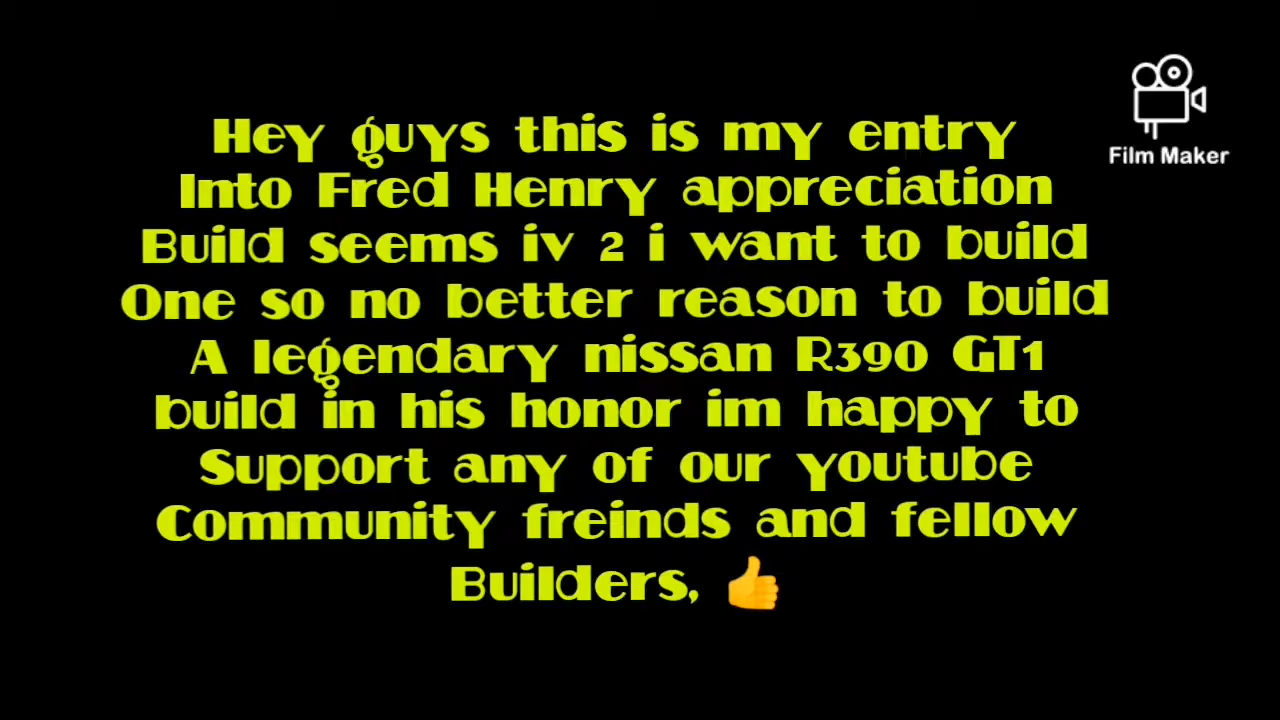 Hey guys this is my entry
Into Fred Henry appreciation
Build seems iv 2 i want to build
One so no better reason to build
A legendary nissan R390 GT1
build in his honor im happy to
Support any of our youtube
Community freinds and fellow
Builders, 👍
Film Maker